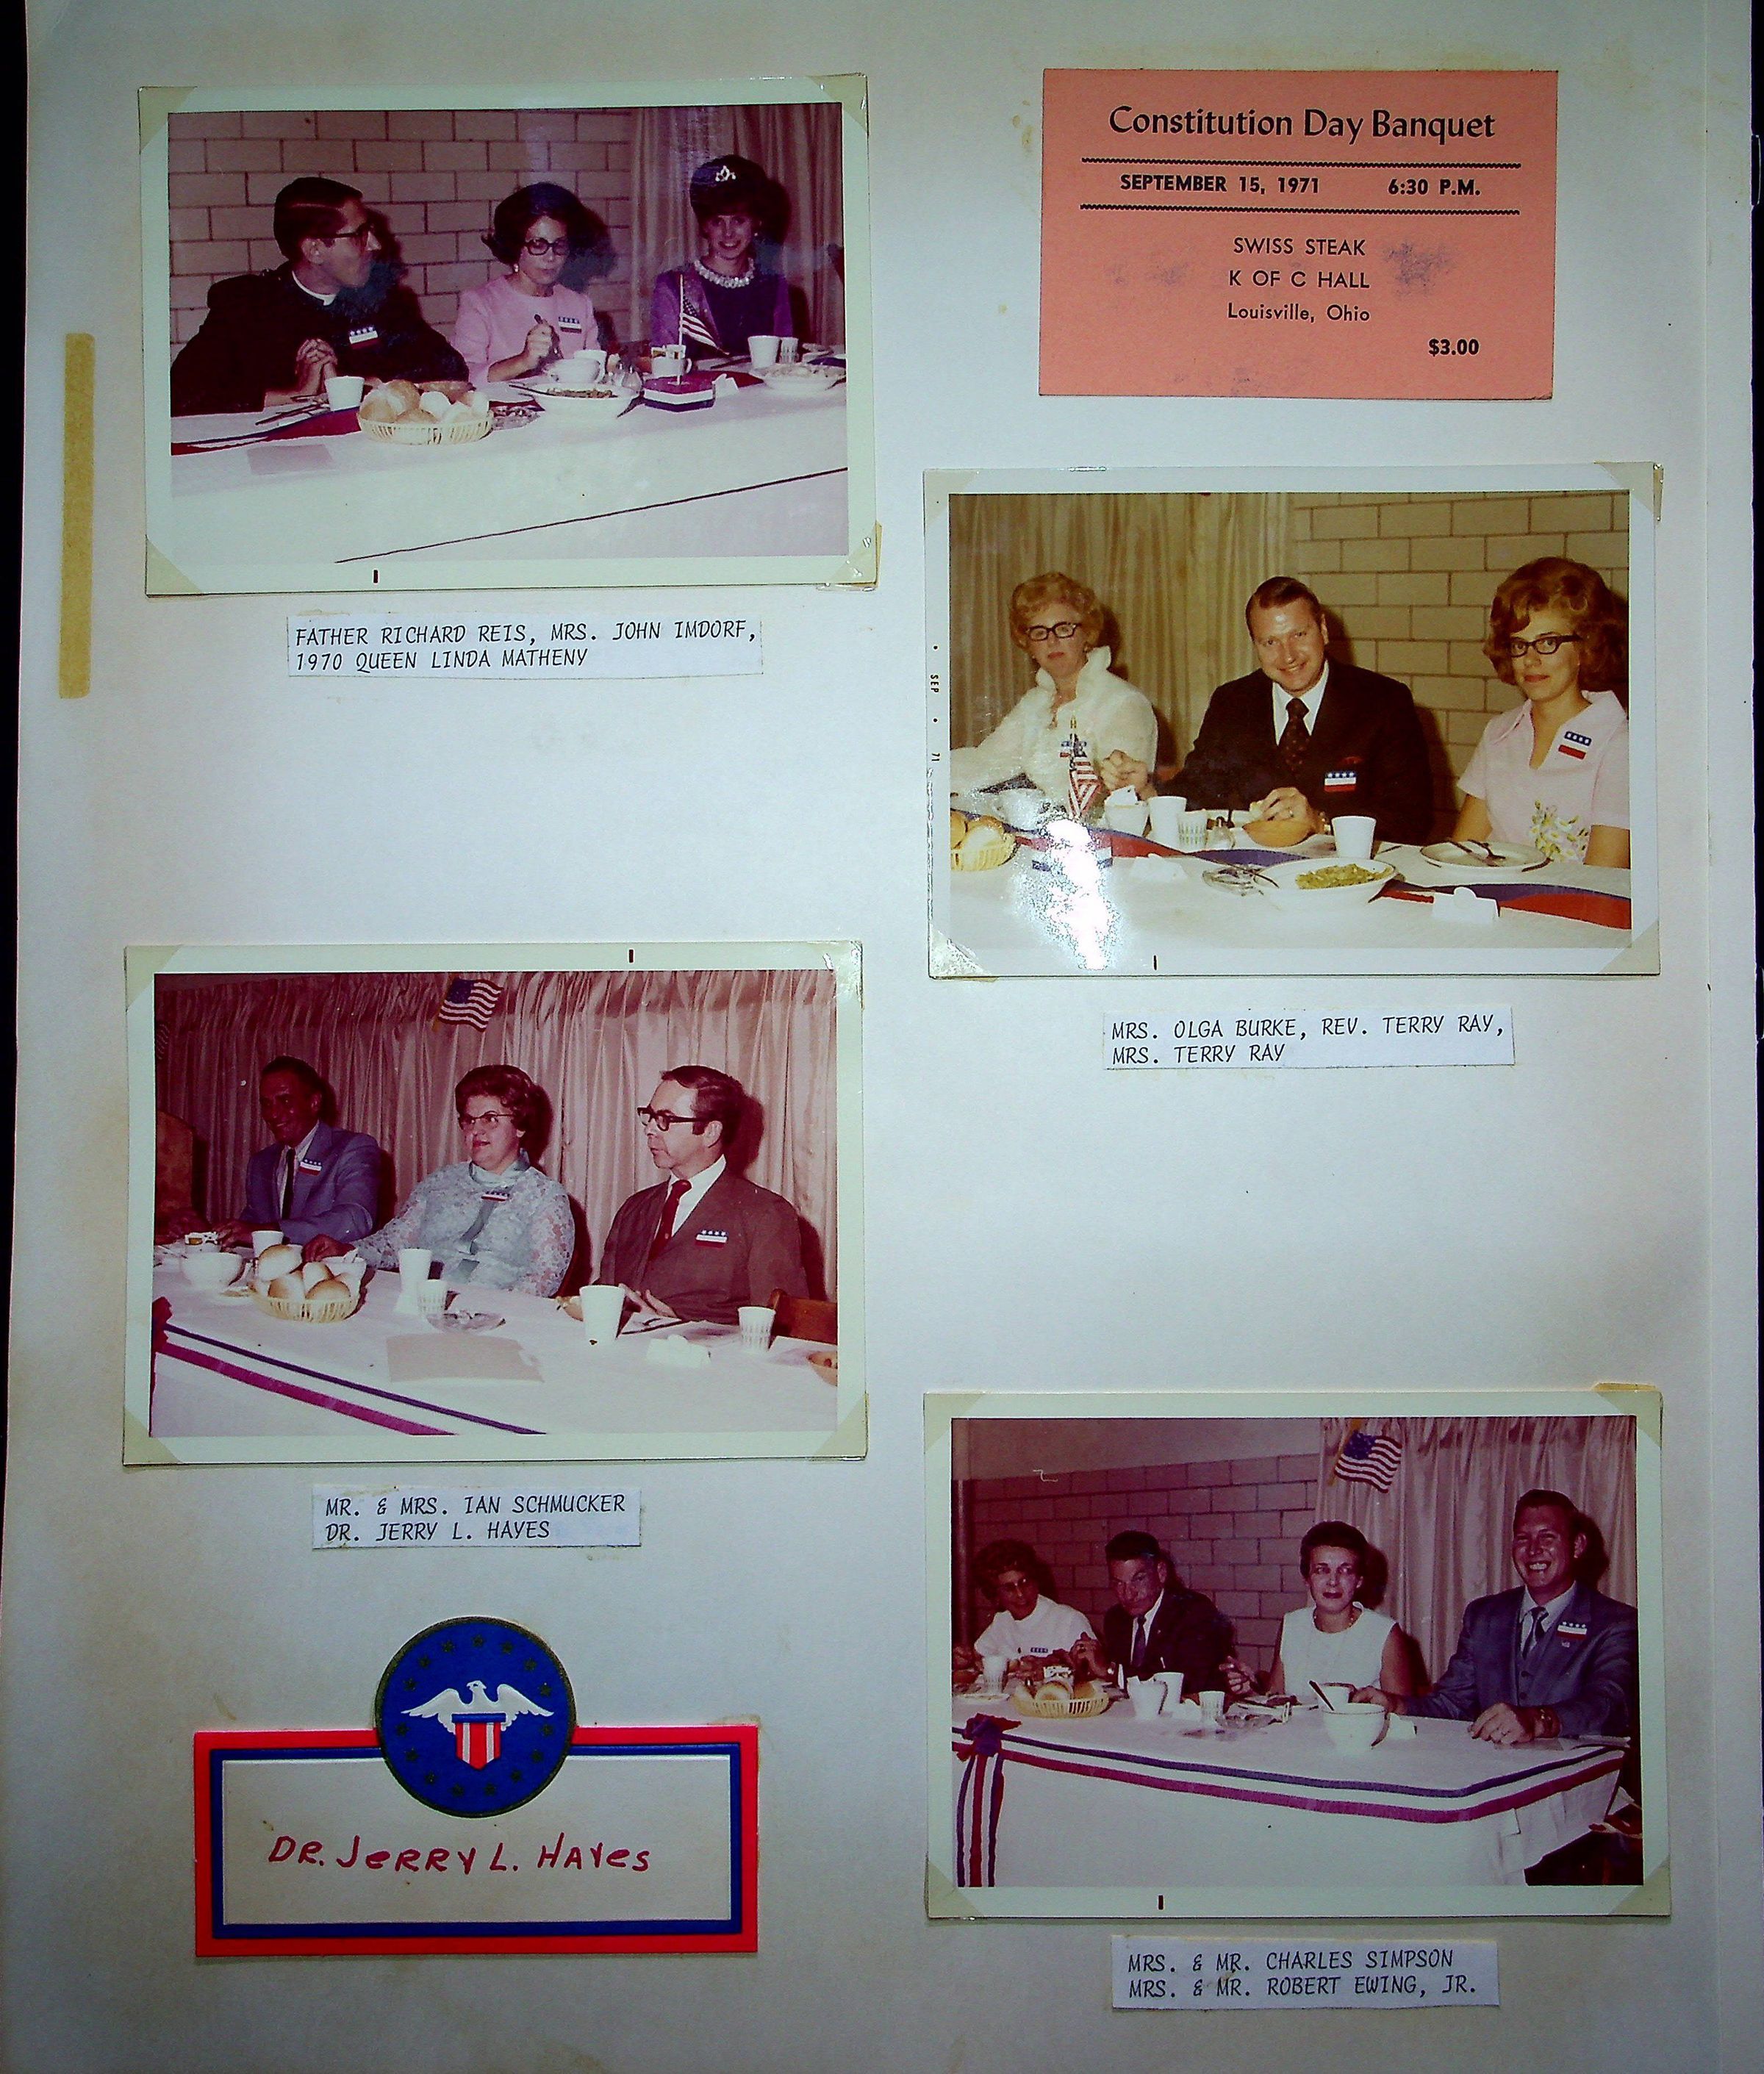 Constitution Day Banquet
SEPTEMBER 15, 1971 6:30 P.M.
SWISS STEAK
K OF C HALL
Louisville, Ohio
$3.00
FATHER RICHARD REIS, MRS. JOHN IMDORF,
1970 QUEEN LINDA MATHENY
• SEP • 71
MRS. OLGA BURKE, REV. TERRY RAY,
MRS. TERRY RAY
MR. & MRS. IAN SCHMUCKER
DR. JERRY L. HAYES
DR. JERRY L. HAYES
MRS. & MR. CHARLES SIMPSON
MRS. & MR. ROBERT EWING, JR.